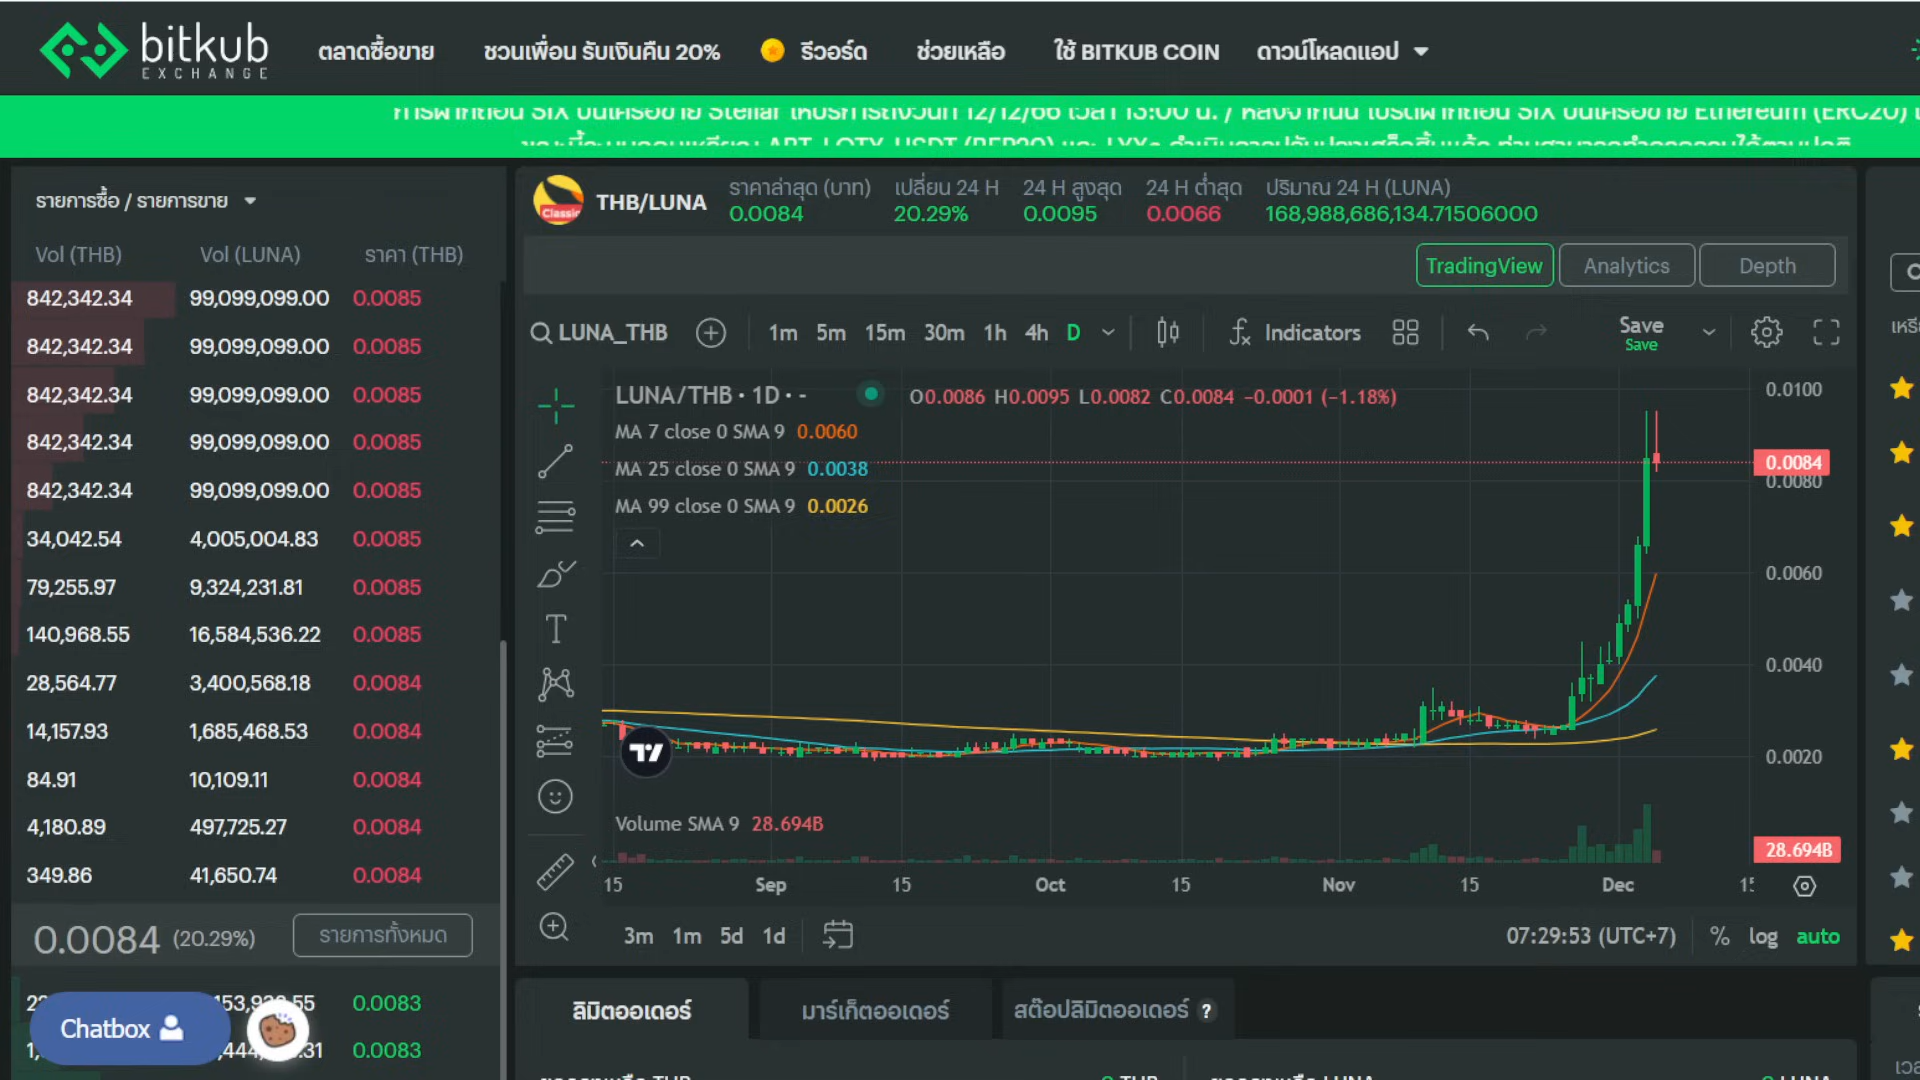 bitkub
EXCHANGE
ตลาดซื้อขาย
ชวนเพื่อน รับเงินคืน 20%
รีวอร์ด
ช่วยเหลือ
ใช้ BITKUB COIN
ดาวน์โหลดแอป
รายการซื้อ / รายการขาย
Vol (THB) Vol (LUNA) ราคา (THB)
842,342.34 99,099,099.00 0.0085
842,342.34 99,099,099.00 0.0085
842,342.34 99,099,099.00 0.0085
842,342.34 99,099,099.00 0.0085
842,342.34 99,099,099.00 0.0085
34,042.54 4,005,004.83 0.0085
79,255.97 9,324,231.81 0.0085
140,968.55 16,584,536.22 0.0085
28,564.77 3,400,568.18 0.0084
14,157.93 1,685,468.53 0.0084
84.91 10,109.11 0.0084
4,180.89 497,725.27 0.0084
349.86 41,650.74 0.0084
0.0084 (20.29%) รายการทั้งหมด
0.0083
0.0083
Chatbox
Classic
THB/LUNA
ราคาล่าสุด (บาท) เปลี่ยน 24 H 24 H สูงสุด 24 H ต่ำสุด ปริมาณ 24 H (LUNA)
0.0084 20.29% 0.0095 0.0066 168,988,686,134.71506000
TradingView Analytics Depth
LUNA_THB 1m 5m 15m 30m 1h 4h D Indicators Save
Save
LUNA/THB • 1D • -
O0.0086 H0.0095 L0.0082 C0.0084 −0.0001 (−1.18%)
MA 7 close 0 SMA 9 0.0060
MA 25 close 0 SMA 9 0.0038
MA 99 close 0 SMA 9 0.0026
0.0100
0.0084
0.0080
0.0060
0.0040
0.0020
Volume SMA 9 28.694B
28.694B
15 Sep 15 Oct 15 Nov 15 Dec
3m 1m 5d 1d
07:29:53 (UTC+7) % log auto
ลิมิตออเดอร์ มาร์เก็ตออเดอร์ สต๊อปลิมิตออเดอร์ ?